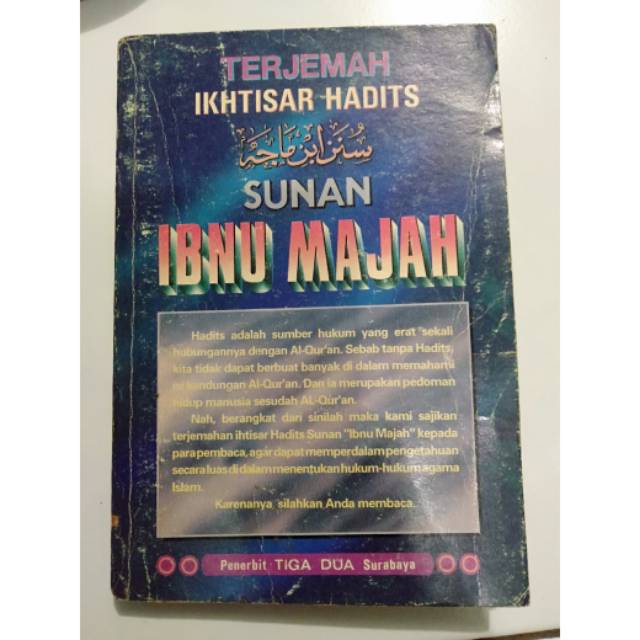 TERJEMAH
IKHTISAR HADITS
سُنَن ابْن مَاجَه
SUNAN
IBNU MAJAH
Hadits adalah sumber hukum yang erat sekali
hubungannya dengan Al-Qur'an. Sebab tanpa Hadits,
kita tidak dapat berbuat banyak di dalam memahami
isi kandungan Al-Qur'an. Dan ia merupakan pedoman
hidup manusia sesudah AL-Qur'an.
Nah, berangkat dari sinilah maka kami sajikan
terjemahan ihtisar Hadits Sunan "Ibnu Majah" kepada
para pembaca, agar dapat memperdalam pengetahuan
secara luas di dalam menentukan hukum-hukum agama
Islam.
Karenanya silahkan Anda membaca.
Penerbit TIGA DUA Surabaya